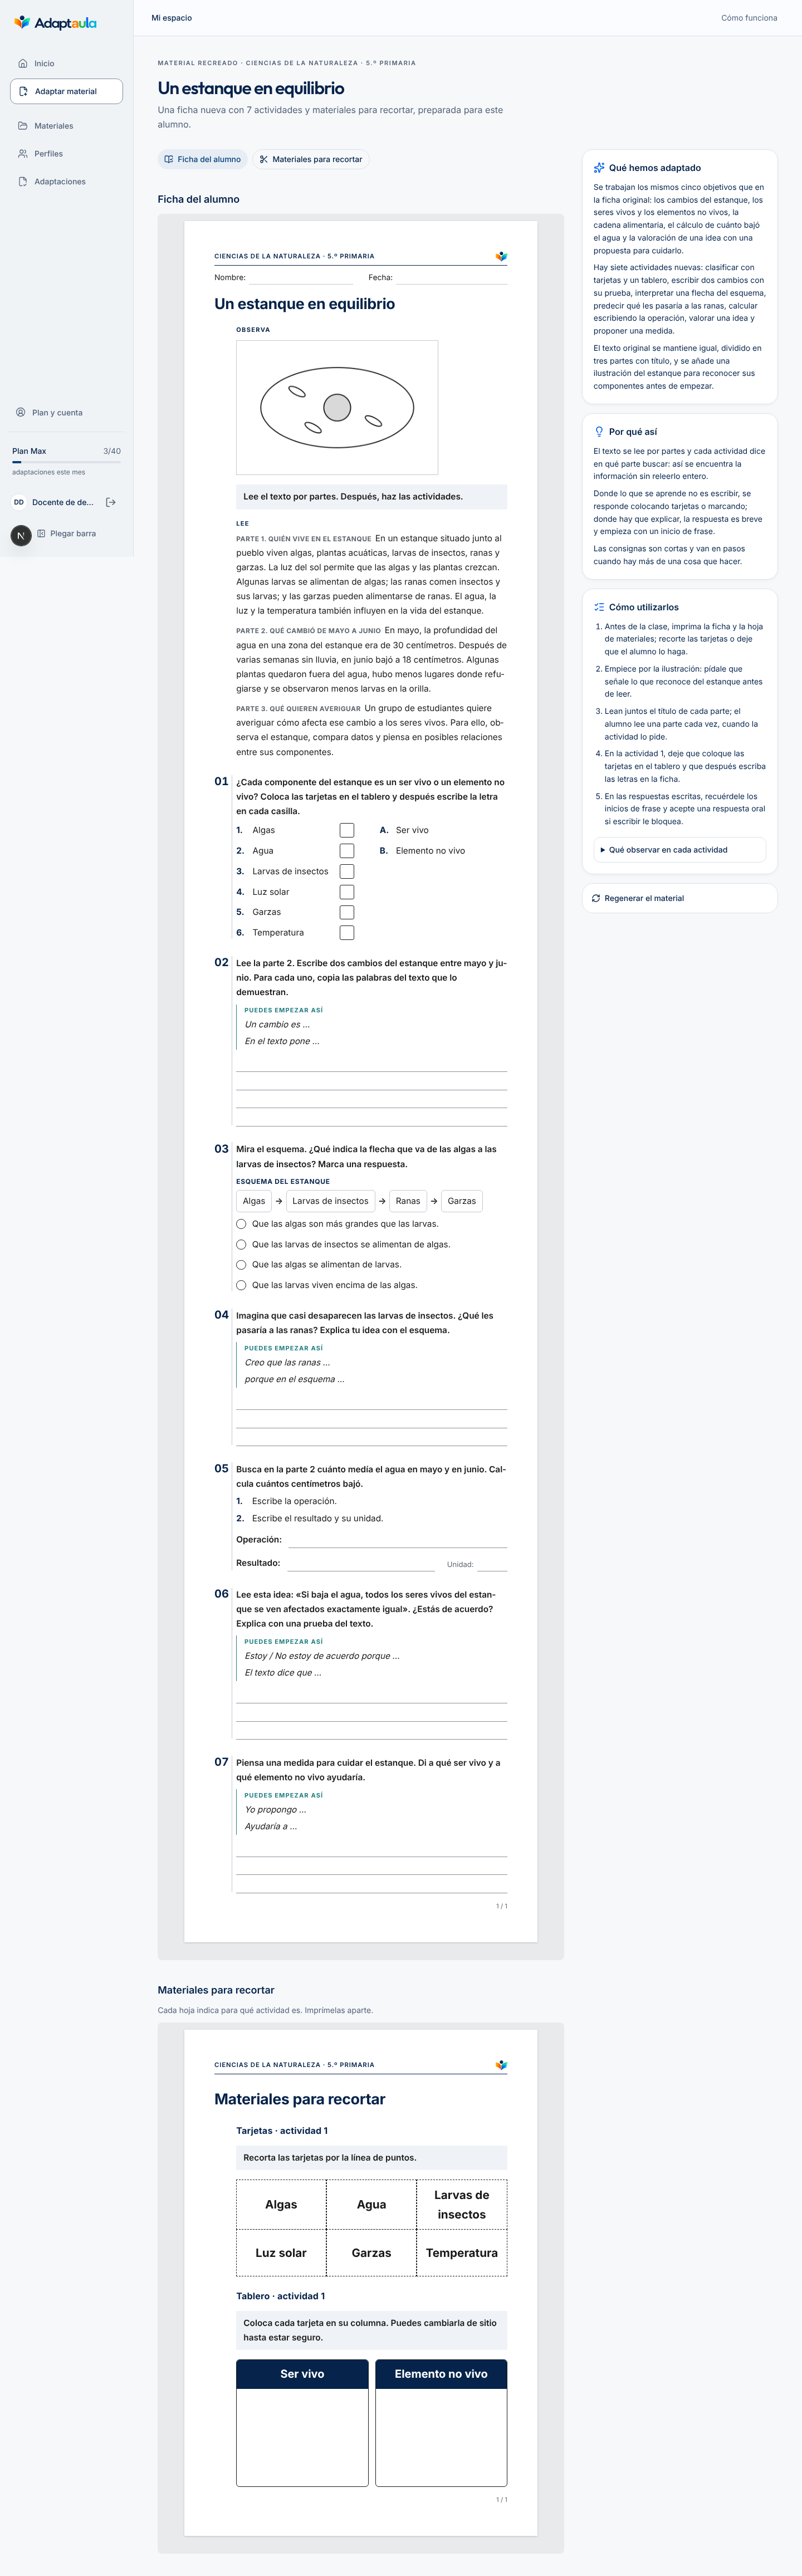 Adaptaula
Inicio
Adaptar material
Materiales
Perfiles
Adaptaciones
Plan y cuenta
Plan Max 3/40
adaptaciones este mes
DD Docente de de...
N Plegar barra
Mi espacio
Cómo funciona
MATERIAL RECREADO · CIENCIAS DE LA NATURALEZA · 5.º PRIMARIA
Un estanque en equilibrio
Una ficha nueva con 7 actividades y materiales para recortar, preparada para este
alumno.
Ficha del alumno
Materiales para recortar
Ficha del alumno
CIENCIAS DE LA NATURALEZA · 5.º PRIMARIA
Nombre: Fecha:
Un estanque en equilibrio
OBSERVA
Lee el texto por partes. Después, haz las actividades.
LEE
PARTE 1. QUIÉN VIVE EN EL ESTANQUE En un estanque situado junto al
pueblo viven algas, plantas acuáticas, larvas de insectos, ranas y
garzas. La luz del sol permite que las algas y las plantas crezcan.
Algunas larvas se alimentan de algas; las ranas comen insectos y
sus larvas; y las garzas pueden alimentarse de ranas. El agua, la
luz y la temperatura también influyen en la vida del estanque.
PARTE 2. QUÉ CAMBIÓ DE MAYO A JUNIO En mayo, la profundidad del
agua en una zona del estanque era de 30 centímetros. Después de
varias semanas sin lluvia, en junio bajó a 18 centímetros. Algunas
plantas quedaron fuera del agua, hubo menos lugares donde refu-
giarse y se observaron menos larvas en la orilla.
PARTE 3. QUÉ QUIEREN AVERIGUAR Un grupo de estudiantes quiere
averiguar cómo afecta ese cambio a los seres vivos. Para ello, ob-
serva el estanque, compara datos y piensa en posibles relaciones
entre sus componentes.
01 ¿Cada componente del estanque es un ser vivo o un elemento no
vivo? Coloca las tarjetas en el tablero y después escribe la letra
en cada casilla.
1. Algas A. Ser vivo
2. Agua B. Elemento no vivo
3. Larvas de insectos
4. Luz solar
5. Garzas
6. Temperatura
02 Lee la parte 2. Escribe dos cambios del estanque entre mayo y ju-
nio. Para cada uno, copia las palabras del texto que lo
demuestran.
PUEDES EMPEZAR ASÍ
Un cambio es ...
En el texto pone ...
03 Mira el esquema. ¿Qué indica la flecha que va de las algas a las
larvas de insectos? Marca una respuesta.
ESQUEMA DEL ESTANQUE
Algas → Larvas de insectos → Ranas → Garzas
Que las algas son más grandes que las larvas.
Que las larvas de insectos se alimentan de algas.
Que las algas se alimentan de larvas.
Que las larvas viven encima de las algas.
04 Imagina que casi desaparecen las larvas de insectos. ¿Qué les
pasaría a las ranas? Explica tu idea con el esquema.
PUEDES EMPEZAR ASÍ
Creo que las ranas ...
porque en el esquema ...
05 Busca en la parte 2 cuánto medía el agua en mayo y en junio. Cal-
cula cuántos centímetros bajó.
1. Escribe la operación.
2. Escribe el resultado y su unidad.
Operación:
Resultado: Unidad:
06 Lee esta idea: «Si baja el agua, todos los seres vivos del estan-
que se ven afectados exactamente igual». ¿Estás de acuerdo?
Explica con una prueba del texto.
PUEDES EMPEZAR ASÍ
Estoy / No estoy de acuerdo porque ...
El texto dice que ...
07 Piensa una medida para cuidar el estanque. Di a qué ser vivo y a
qué elemento no vivo ayudaría.
PUEDES EMPEZAR ASÍ
Yo propongo ...
Ayudaría a ...
1 / 1
Materiales para recortar
Cada hoja indica para qué actividad es. Imprímelas aparte.
CIENCIAS DE LA NATURALEZA · 5.º PRIMARIA
Materiales para recortar
Tarjetas · actividad 1
Recorta las tarjetas por la línea de puntos.
Algas Agua Larvas de
insectos
Luz solar Garzas Temperatura
Tablero · actividad 1
Coloca cada tarjeta en su columna. Puedes cambiarla de sitio
hasta estar seguro.
Ser vivo Elemento no vivo
1 / 1
Qué hemos adaptado
Se trabajan los mismos cinco objetivos que en
la ficha original: los cambios del estanque, los
seres vivos y los elementos no vivos, la
cadena alimentaria, el cálculo de cuánto bajó
el agua y la valoración de una idea con una
propuesta para cuidarlo.
Hay siete actividades nuevas: clasificar con
tarjetas y un tablero, escribir dos cambios con
su prueba, interpretar una flecha del esquema,
predecir qué les pasaría a las ranas, calcular
escribiendo la operación, valorar una idea y
proponer una medida.
El texto original se mantiene igual, dividido en
tres partes con título, y se añade una
ilustración del estanque para reconocer sus
componentes antes de empezar.
Por qué así
El texto se lee por partes y cada actividad dice
en qué parte buscar: así se encuentra la
información sin releerlo entero.
Donde lo que se aprende no es escribir, se
responde colocando tarjetas o marcando;
donde hay que explicar, la respuesta es breve
y empieza con un inicio de frase.
Las consignas son cortas y van en pasos
cuando hay más de una cosa que hacer.
Cómo utilizarlos
1. Antes de la clase, imprima la ficha y la hoja
de materiales; recorte las tarjetas o deje
que el alumno lo haga.
2. Empiece por la ilustración: pídale que
señale lo que reconoce del estanque antes
de leer.
3. Lean juntos el título de cada parte; el
alumno lee una parte cada vez, cuando la
actividad lo pide.
4. En la actividad 1, deje que coloque las
tarjetas en el tablero y que después escriba
las letras en la ficha.
5. En las respuestas escritas, recuérdele los
inicios de frase y acepte una respuesta oral
si escribir le bloquea.
Qué observar en cada actividad
Regenerar el material